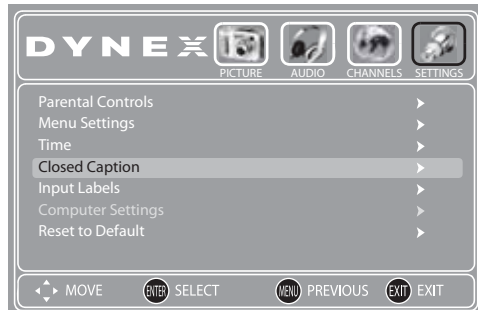 DYNEX
PICTURE AUDIO CHANNELS SETTINGS
Parental Controls
Menu Settings
Time
Closed Caption
Input Labels
Computer Settings
Reset to Default
MOVE ENTER SELECT MENU PREVIOUS EXIT EXIT